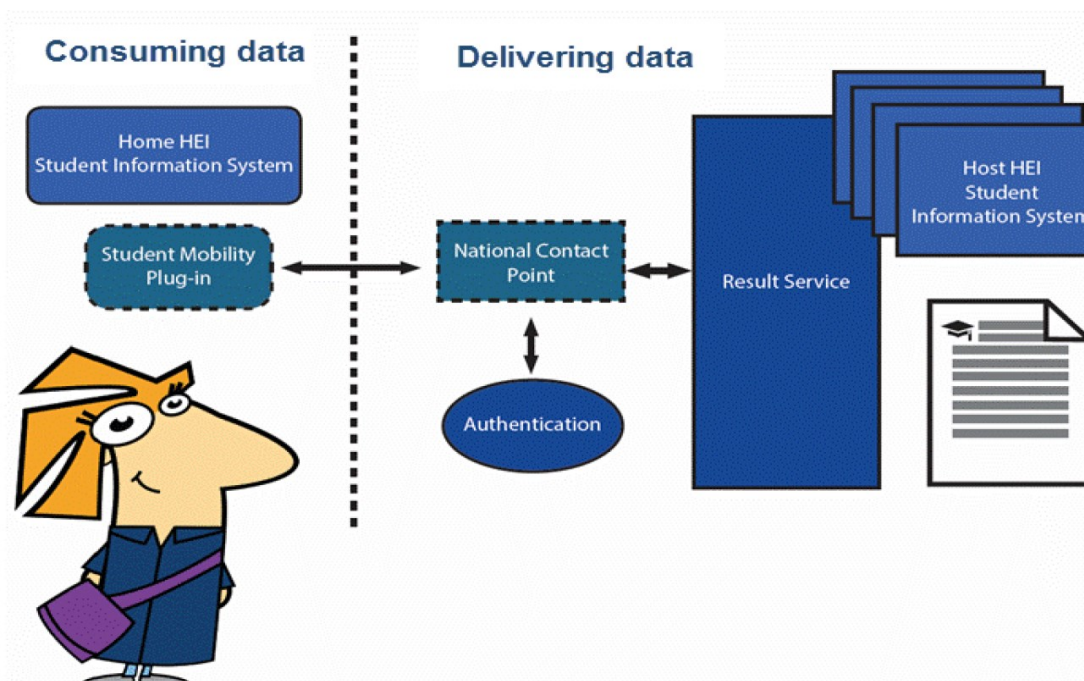 Consuming data
Delivering data
Home HEI
Student Information System
Student Mobility
Plug-in
National Contact
Point
Authentication
Result Service
Host HEI
Student
Information System